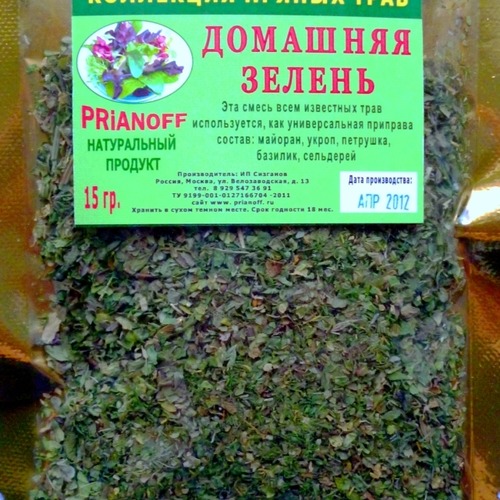 КОЛЛЕКЦИЯ ПРЯНЫХ ТРАВ
ДОМАШНЯЯ
ЗЕЛЕНЬ
PRiANOFF
НАТУРАЛЬНЫЙ
ПРОДУКТ
15 гр.
Эта смесь всем известных трав
используется, как универсальная приправа
состав: майоран, укроп, петрушка,
базилик, сельдерей
Производитель: ИП Сизганов
Россия, Москва, ул. Велозаводская, д. 13
тел. 8 929 547 36 91
ТУ 9199-001-0127166704 -2011
сайт www. prianoff. ru
Хранить в сухом темном месте. Срок годности 18 мес.
Дата производства:
АПР 2012